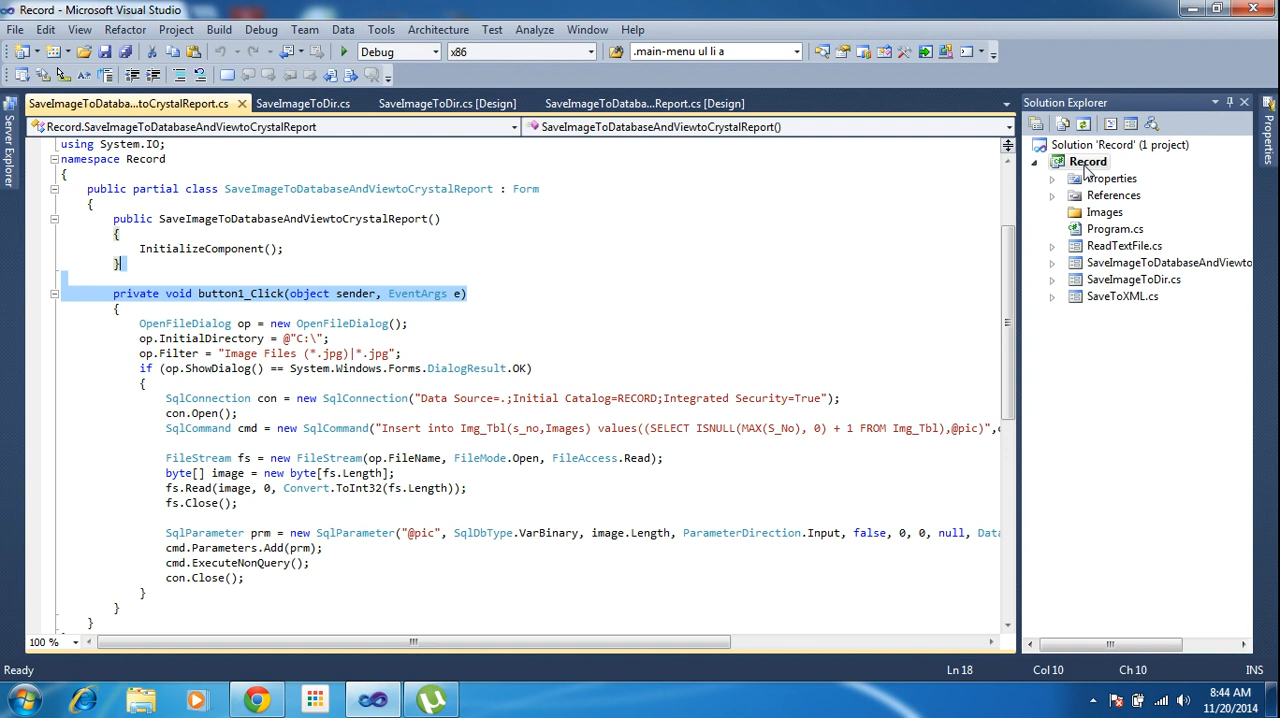 Record - Microsoft Visual Studio
File Edit View Refactor Project Build Debug Team Data Tools Architecture Test Analyze Window Help
Debug x86 .main-menu ul li a
SaveImageToDataba...toCrystalReport.cs SaveImageToDir.cs SaveImageToDir.cs [Design] SaveImageToDataba...Report.cs [Design]
Record.SaveImageToDatabaseAndViewtoCrystalReport SaveImageToDatabaseAndViewtoCrystalReport()
using System.IO;
namespace Record
{
public partial class SaveImageToDatabaseAndViewtoCrystalReport : Form
{
public SaveImageToDatabaseAndViewtoCrystalReport()
{
InitializeComponent();
}
private void button1_Click(object sender, EventArgs e)
{
OpenFileDialog op = new OpenFileDialog();
op.InitialDirectory = @"C:\";
op.Filter = "Image Files (*.jpg)|*.jpg";
if (op.ShowDialog() == System.Windows.Forms.DialogResult.OK)
{
SqlConnection con = new SqlConnection("Data Source=.;Initial Catalog=RECORD;Integrated Security=True");
con.Open();
SqlCommand cmd = new SqlCommand("Insert into Img_Tbl(s_no,Images) values((SELECT ISNULL(MAX(S_No), 0) + 1 FROM Img_Tbl),@pic)",c
FileStream fs = new FileStream(op.FileName, FileMode.Open, FileAccess.Read);
byte[] image = new byte[fs.Length];
fs.Read(image, 0, Convert.ToInt32(fs.Length));
fs.Close();
SqlParameter prm = new SqlParameter("@pic", SqlDbType.VarBinary, image.Length, ParameterDirection.Input, false, 0, 0, null, Data
cmd.Parameters.Add(prm);
cmd.ExecuteNonQuery();
con.Close();
}
}
}
100 %
Server Explorer
Solution Explorer
Solution 'Record' (1 project)
Record
Properties
References
Images
Program.cs
ReadTextFile.cs
SaveImageToDatabaseAndViewto
SaveImageToDir.cs
SaveToXML.cs
Properties
Ready Ln 18 Col 10 Ch 10 INS
8:44 AM
11/20/2014